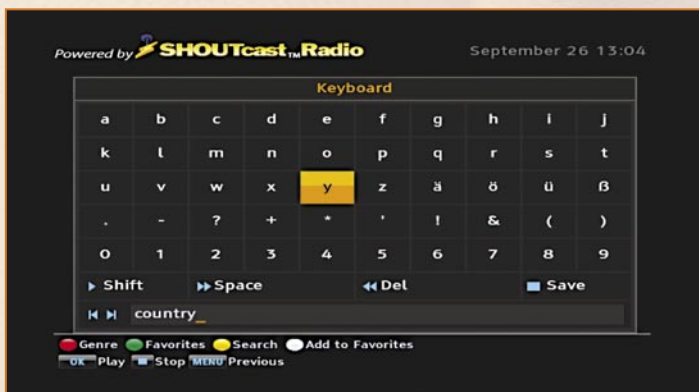 Powered by SHOUTcast™ Radio September 26 13:04
Keyboard
a b c d e f g h i j
k l m n o p q r s t
u v w x y z ä ö ü ß
. - ? + * ' ! & ( )
0 1 2 3 4 5 6 7 8 9
Shift Space Del Save
country_
Genre Favorites Search Add to Favorites
OK Play Stop MENU Previous